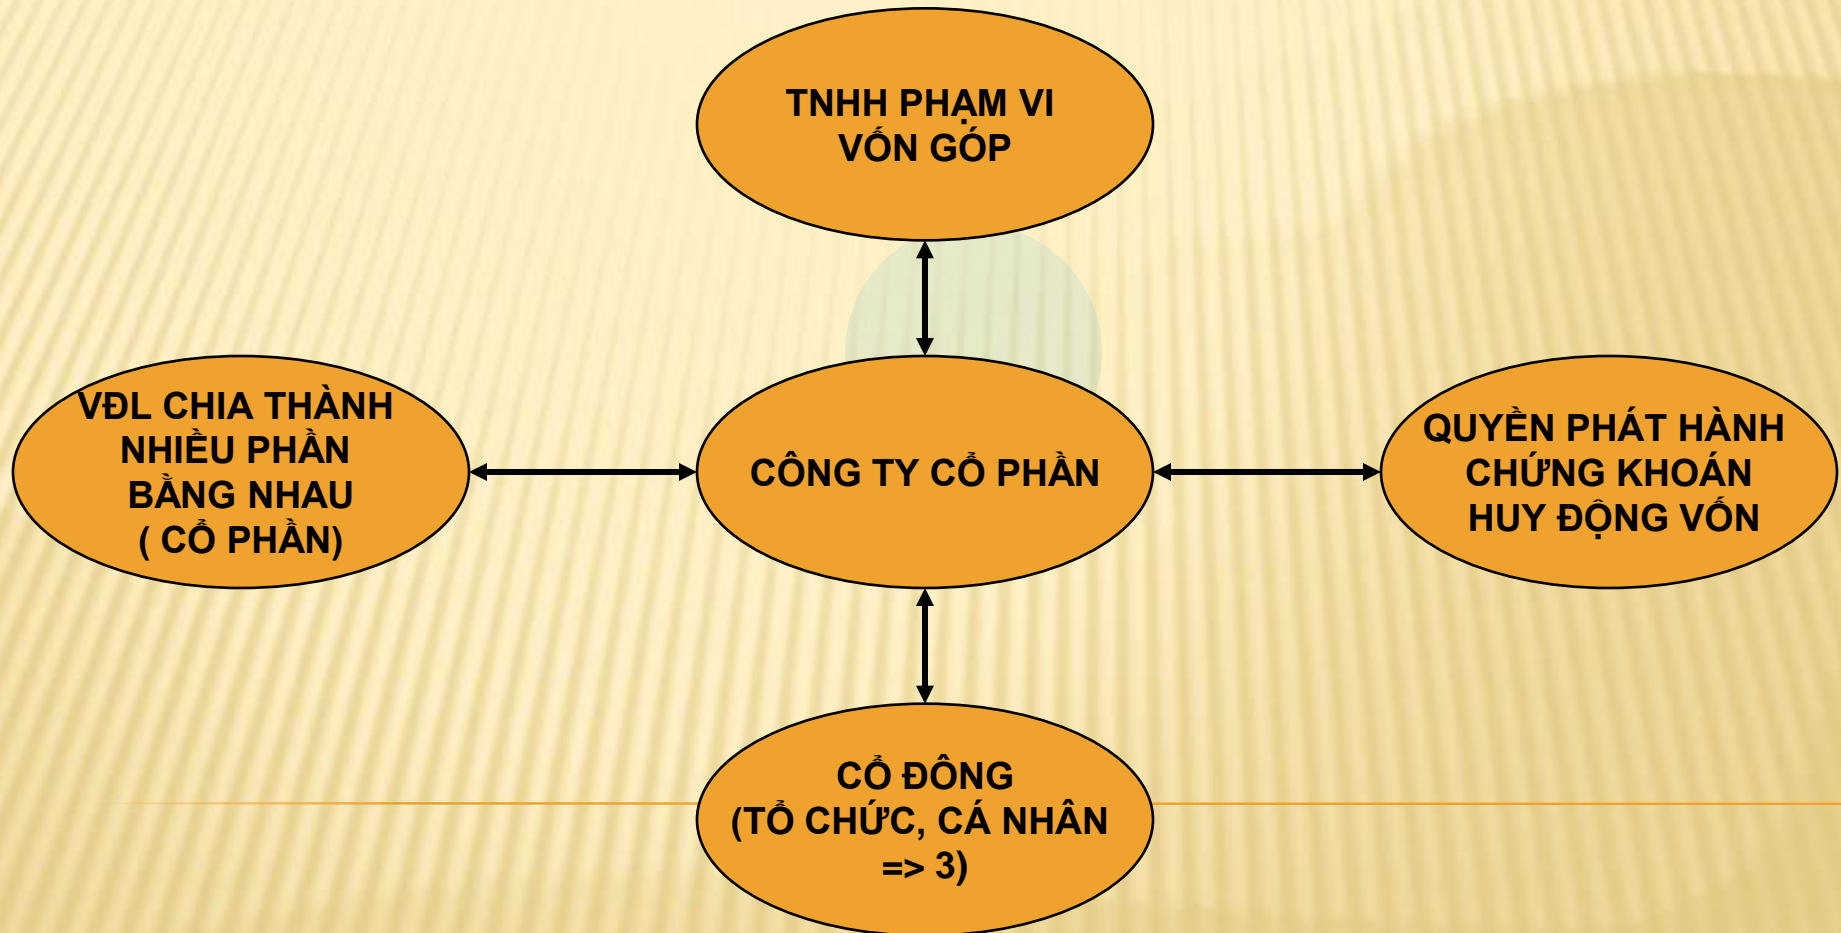 TNHH PHẠM VI
VỐN GÓP
VĐL CHIA THÀNH
NHIỀU PHẦN
BẰNG NHAU
( CỔ PHẦN)
CÔNG TY CỔ PHẦN
QUYỀN PHÁT HÀNH
CHỨNG KHOÁN
HUY ĐỘNG VỐN
CỔ ĐÔNG
(TỔ CHỨC, CÁ NHÂN
=> 3)